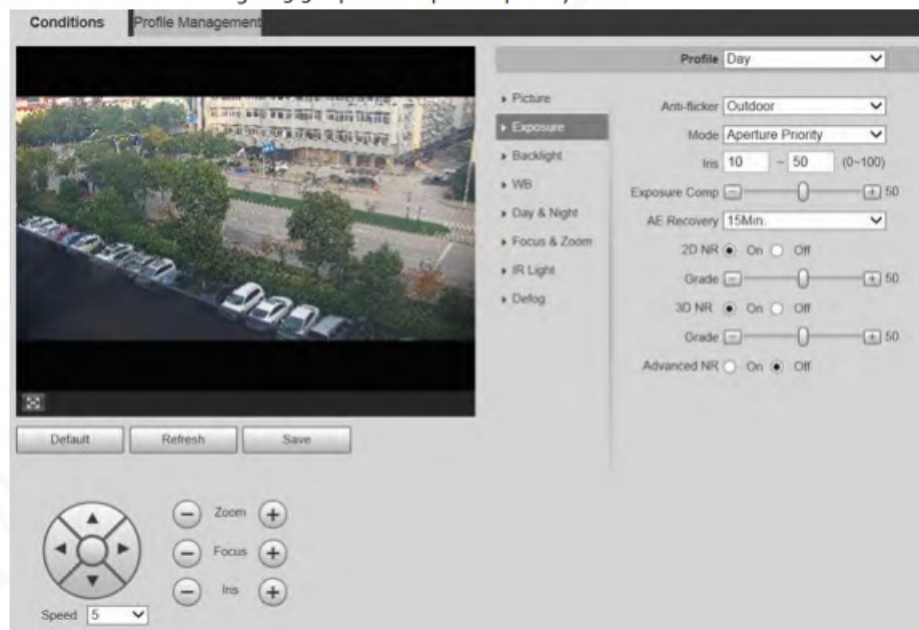 Conditions
Profile Management
Profile Day
Picture
Exposure
Backlight
WB
Day & Night
Focus & Zoom
IR Light
Defog
Anti-flicker Outdoor
Mode Aperture Priority
Iris 10 ~ 50 (0~100)
Exposure Comp 50
AE Recovery 15Min.
2D NR On Off
Grade 50
3D NR On Off
Grade 50
Advanced NR On Off
Default
Refresh
Save
Zoom
Focus
Iris
Speed 5